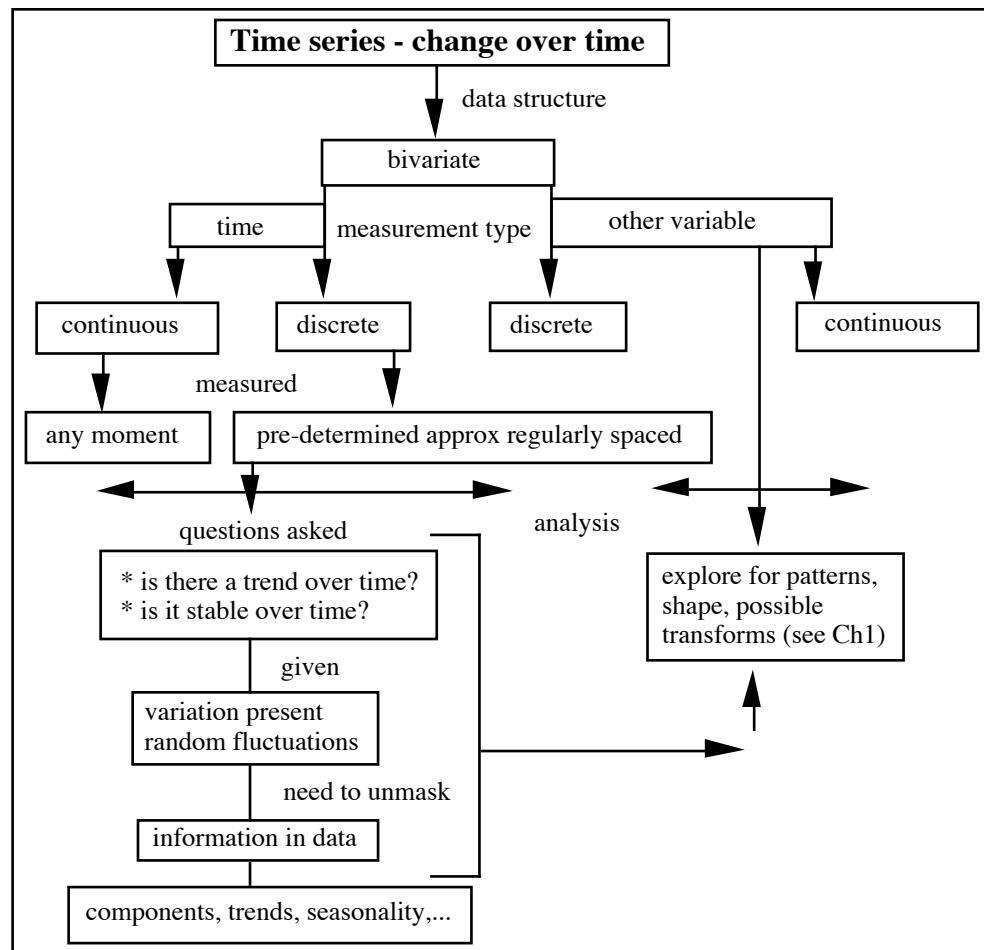 Time series - change over time
data structure
bivariate
time
measurement type
other variable
continuous
discrete
discrete
continuous
measured
any moment
pre-determined approx regularly spaced
questions asked
analysis
* is there a trend over time?
* is it stable over time?
explore for patterns,
shape, possible
transforms (see Ch1)
given
variation present
random fluctuations
need to unmask
information in data
components, trends, seasonality,...